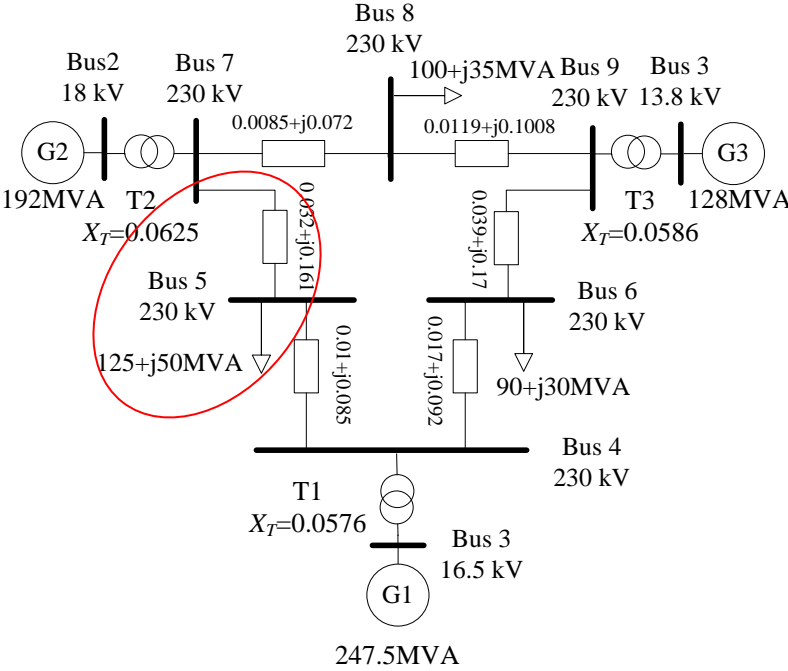 Bus 8
230 kV
100+j35MVA
Bus2
18 kV
Bus 7
230 kV
Bus 9
230 kV
Bus 3
13.8 kV
0.0085+j0.072
0.0119+j0.1008
G2
G3
192MVA
T2
X_T=0.0625
0.032+j0.161
0.039+j0.17
T3
X_T=0.0586
128MVA
Bus 5
230 kV
Bus 6
230 kV
125+j50MVA
0.01+j0.085
0.017+j0.092
90+j30MVA
Bus 4
230 kV
T1
X_T=0.0576
Bus 3
16.5 kV
G1
247.5MVA